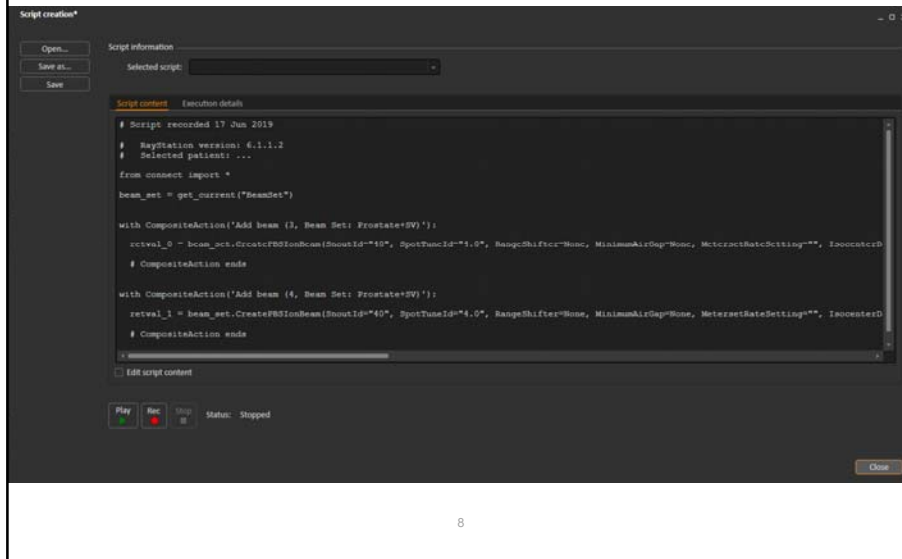 Script creation*
Open...
Save as...
Save
Script information
Selected script:
Script content Execution details
# Script recorded 17 Jun 2019
# RayStation version: 6.1.1.2
# Selected patient: ...
from connect import *
beam_set = get_current("BeamSet")
with CompositeAction('Add beam (3, Beam Set: Prostate+SV)'):
retval_0 = beam_set.CreatePBSIonBeam(SnoutId="40", SpotTuneId="4.0", RangeShifter=None, MinimumAirGap=None, MetersetRateSetting="", IsocenterD
# CompositeAction ends
with CompositeAction('Add beam (4, Beam Set: Prostate+SV)'):
retval_1 = beam_set.CreatePBSIonBeam(SnoutId="40", SpotTuneId="4.0", RangeShifter=None, MinimumAirGap=None, MetersetRateSetting="", IsocenterD
# CompositeAction ends
Edit script content
Play Rec Stop Status: Stopped
Close
8